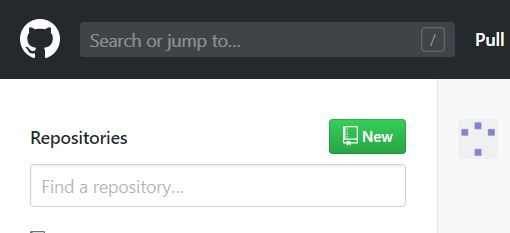 Search or jump to...
/
Pull
Repositories
New
Find a repository...